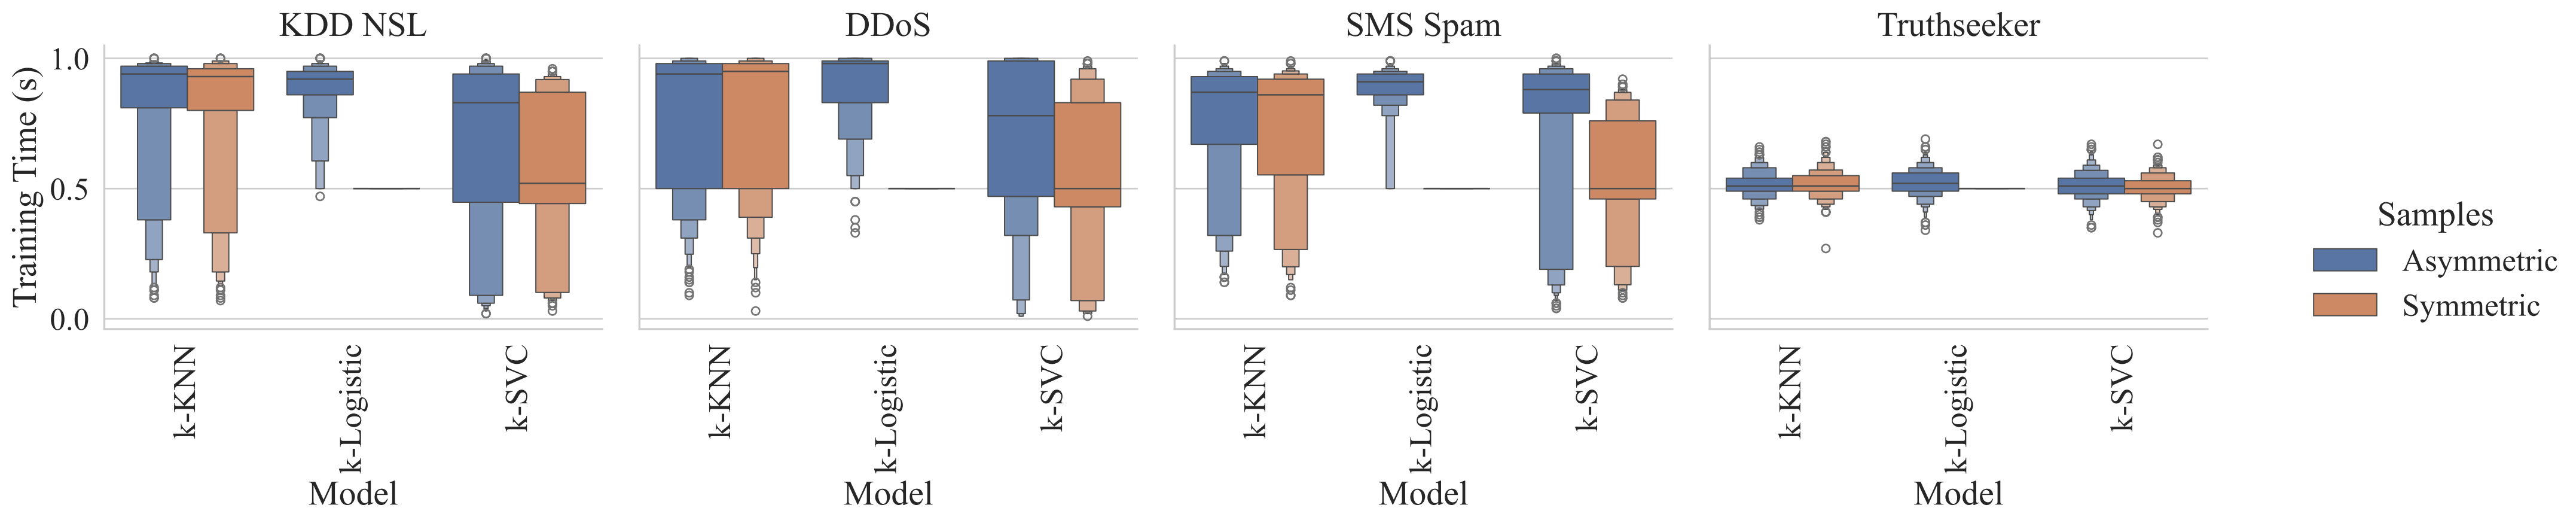 KDD NSL
DDoS
SMS Spam
Truthseeker
Training Time (s)
1.0
0.5
0.0
k-KNN
k-Logistic
k-SVC
k-KNN
k-Logistic
k-SVC
k-KNN
k-Logistic
k-SVC
k-KNN
k-Logistic
k-SVC
Model
Model
Model
Model
Samples
Asymmetric
Symmetric